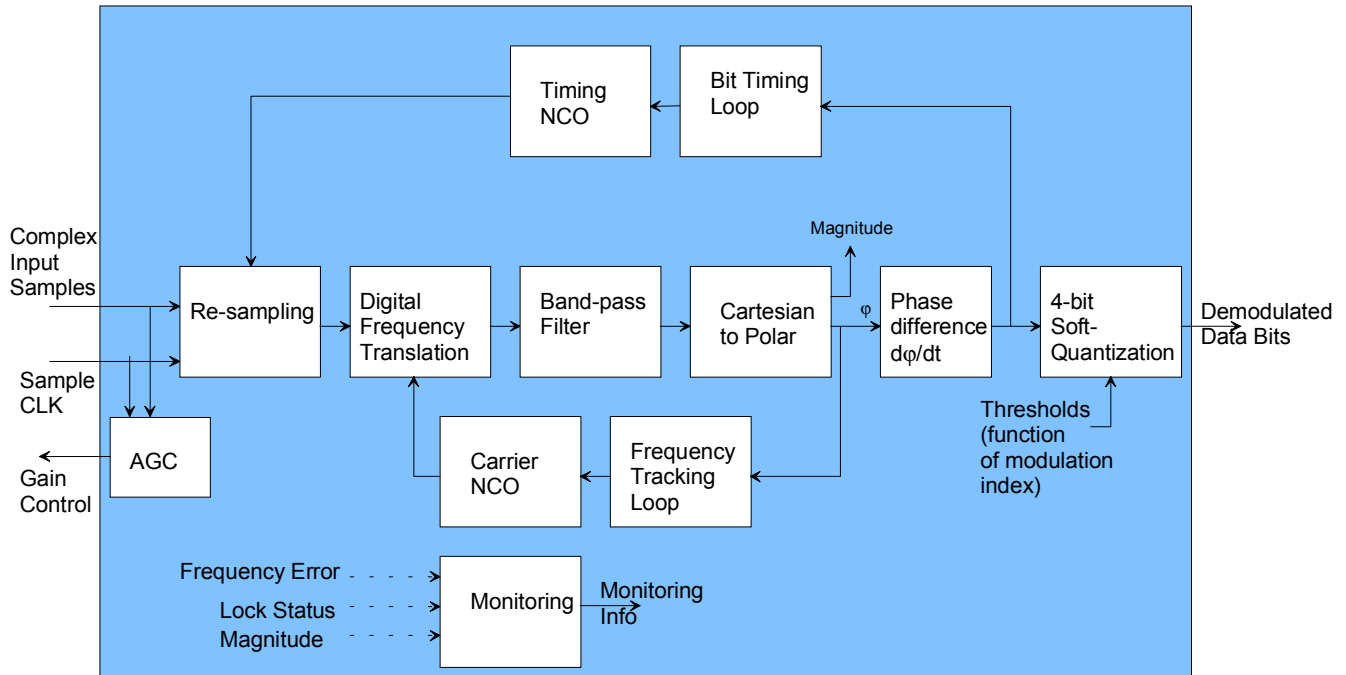 Timing
NCO
Bit Timing
Loop
Complex
Input
Samples
Magnitude
Re-sampling
Digital
Frequency
Translation
Band-pass
Filter
Cartesian
to Polar
φ
Phase
difference
dφ/dt
4-bit
Soft-
Quantization
Demodulated
Data Bits
Sample
CLK
AGC
Gain
Control
Carrier
NCO
Frequency
Tracking
Loop
Thresholds
(function
of modulation
index)
Frequency Error
Lock Status
Magnitude
Monitoring
Monitoring
Info